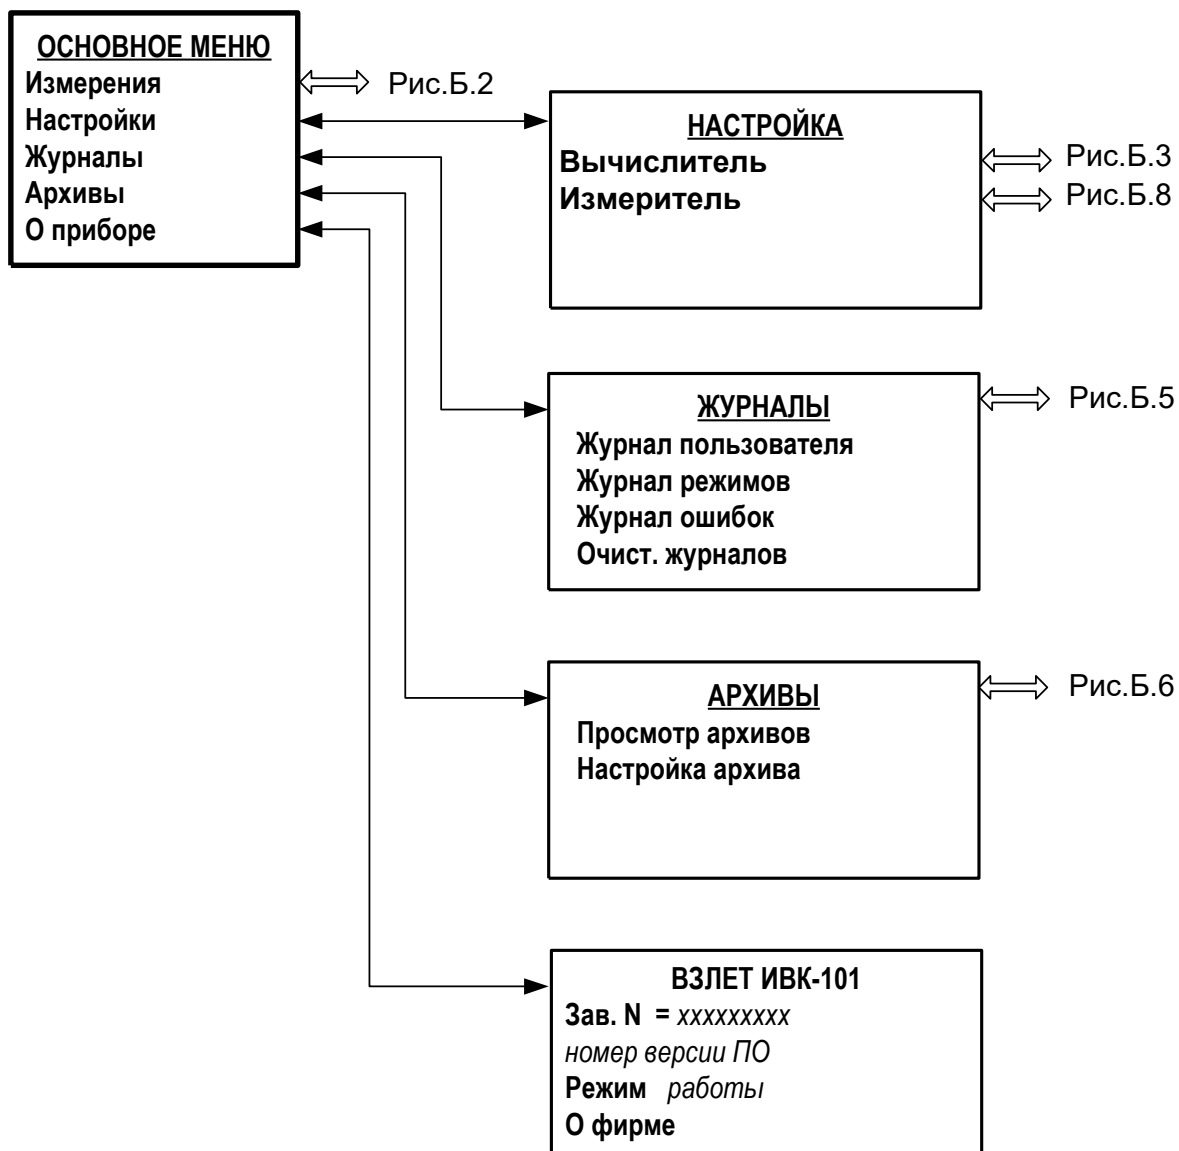 ОСНОВНОЕ МЕНЮ
Измерения
Настройки
Журналы
Архивы
О приборе
Рис.Б.2
НАСТРОЙКА
Вычислитель
Измеритель
Рис.Б.3
Рис.Б.8
ЖУРНАЛЫ
Журнал пользователя
Журнал режимов
Журнал ошибок
Очист. журналов
Рис.Б.5
АРХИВЫ
Просмотр архивов
Настройка архива
Рис.Б.6
ВЗЛЕТ ИВК-101
Зав. N = xxxxxxxxx
номер версии ПО
Режим работы
О фирме